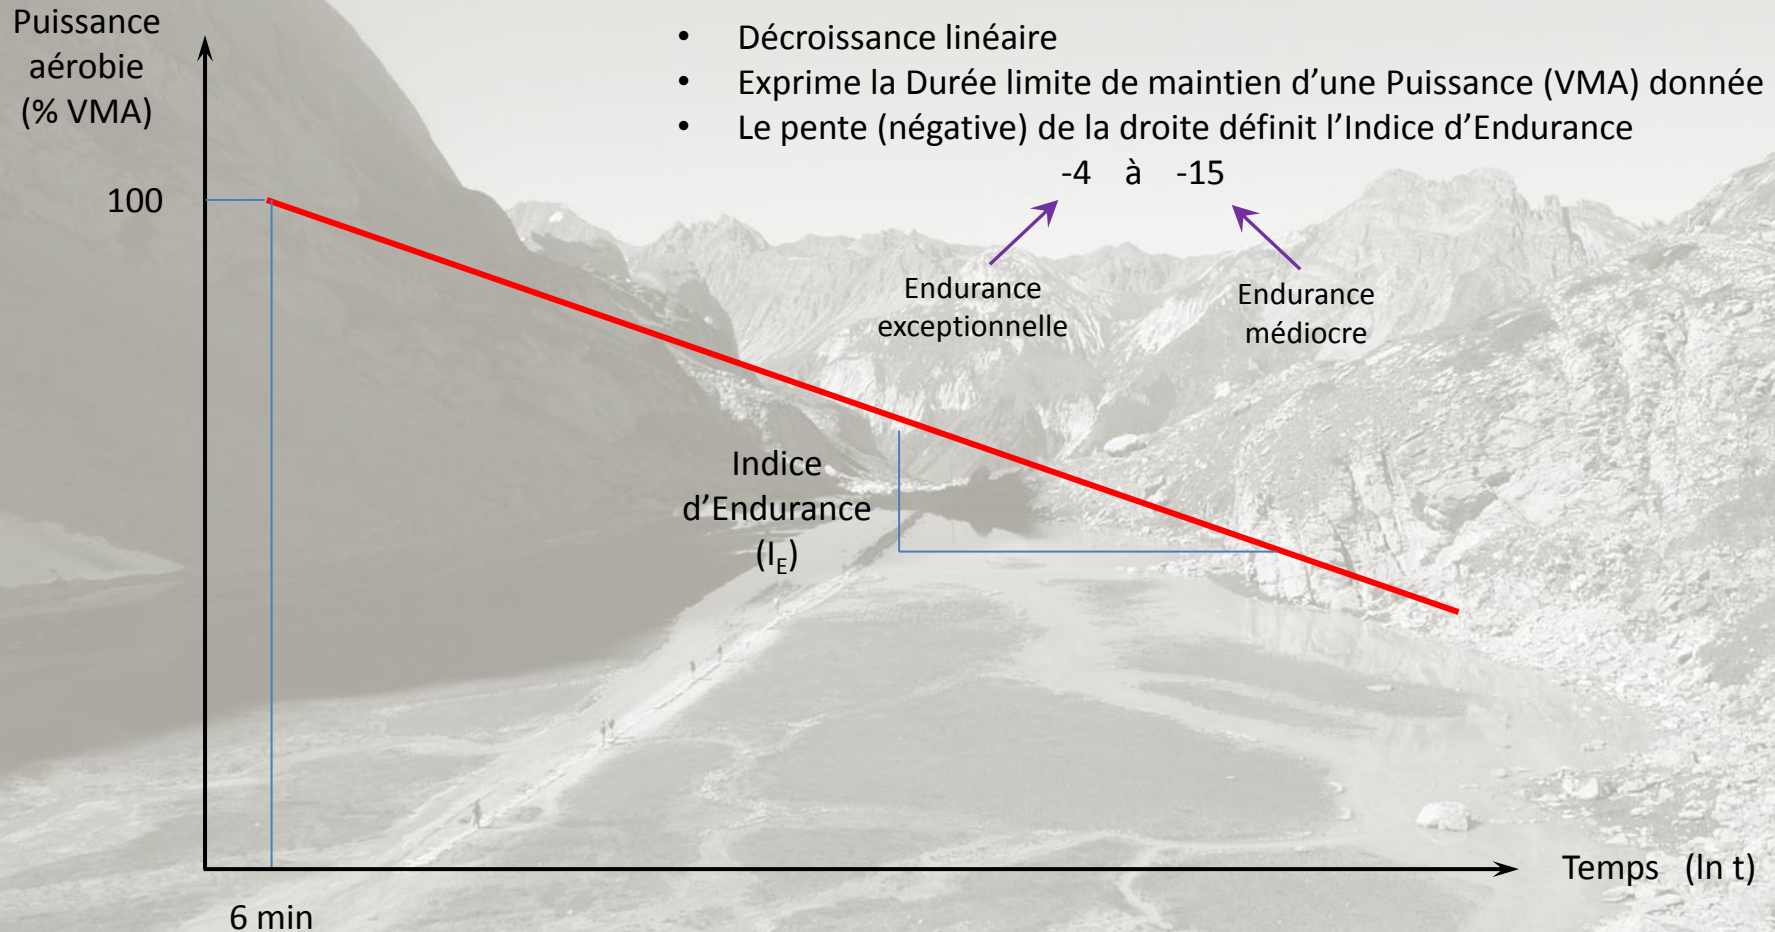 Puissance
aérobie
(% VMA)
• Décroissance linéaire
• Exprime la Durée limite de maintien d’une Puissance (VMA) donnée
• Le pente (négative) de la droite définit l’Indice d’Endurance
-4 à -15
100
Endurance
exceptionnelle
Endurance
médiocre
Indice
d’Endurance
(IE)
Temps (ln t)
6 min